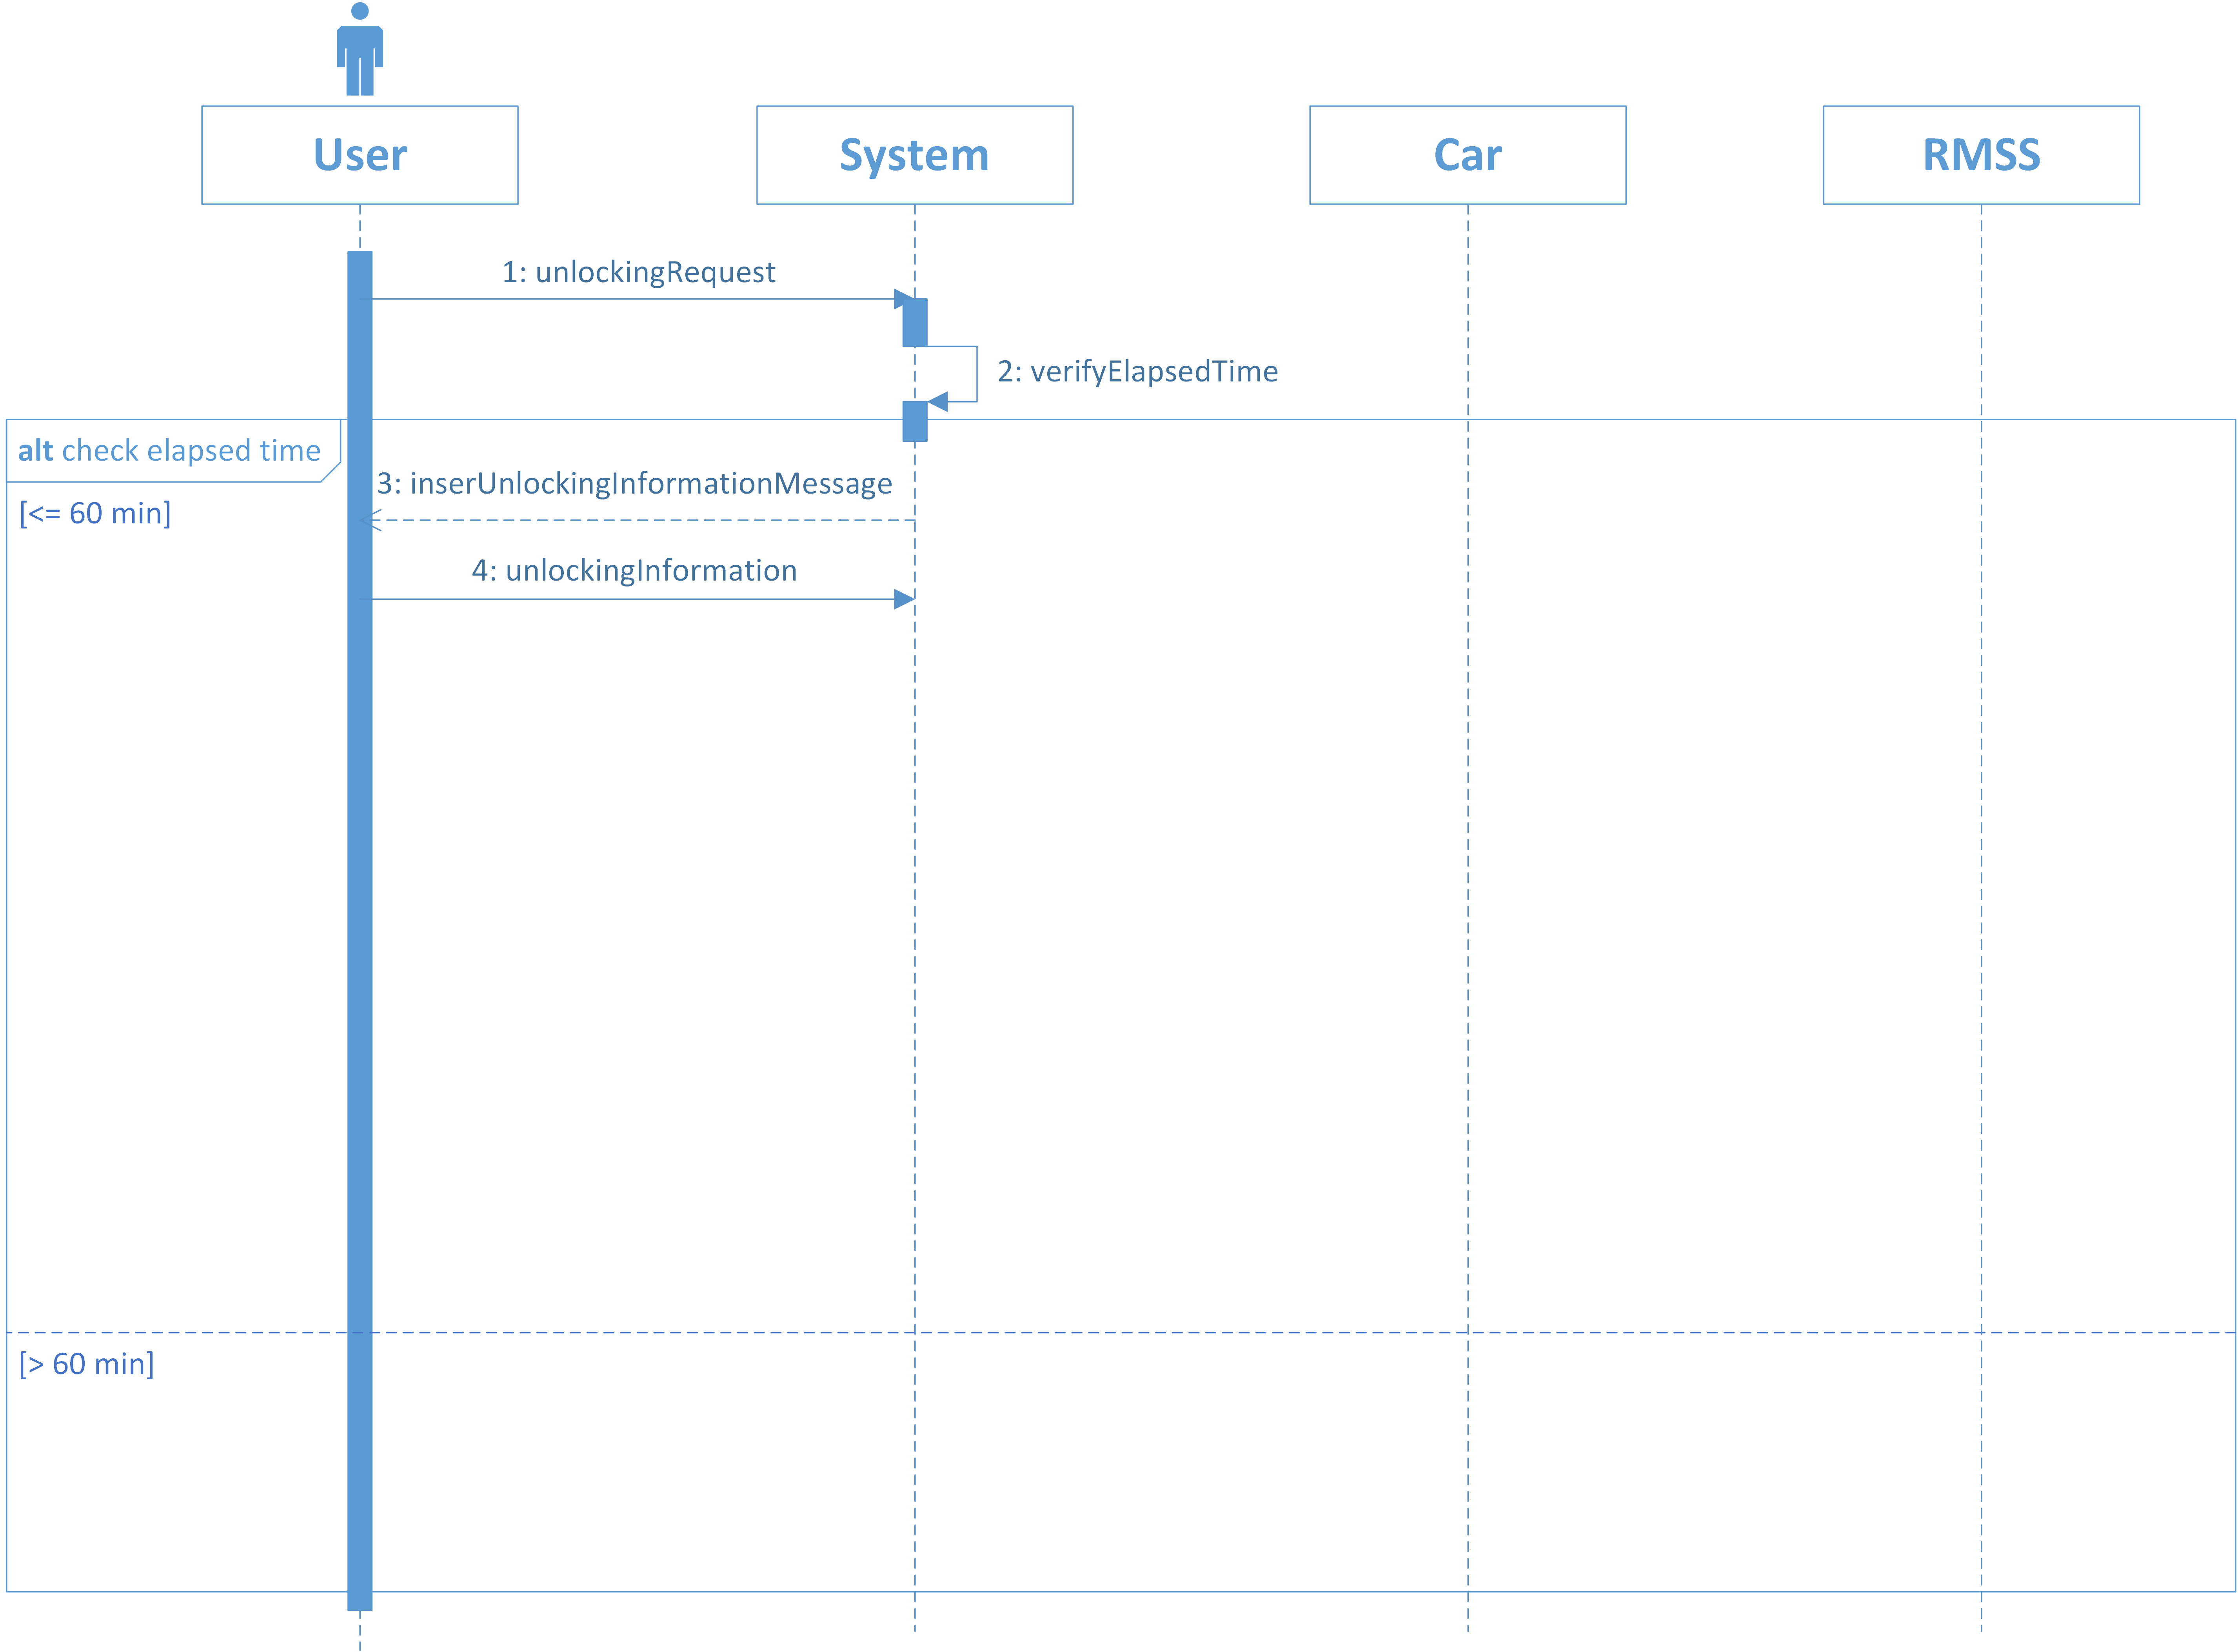 User
System
Car
RMSS
1: unlockingRequest
2: verifyElapsedTime
alt check elapsed time
3: inserUnlockingInformationMessage
[<= 60 min]
4: unlockingInformation
[> 60 min]